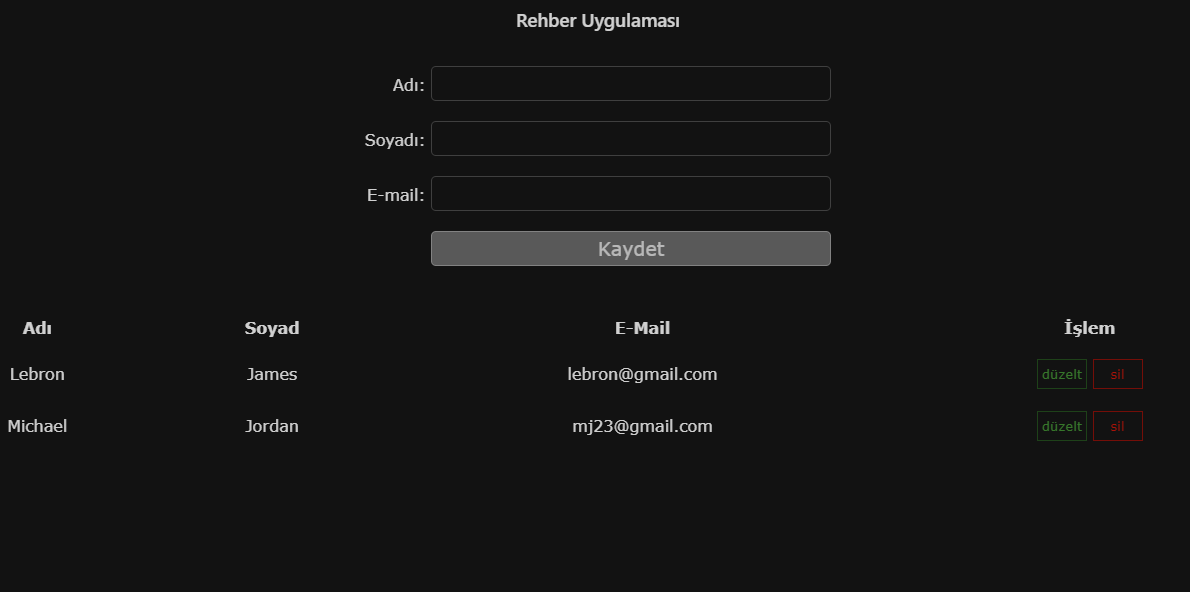 Rehber Uygulaması
Adı:
Soyadı:
E-mail:
Kaydet
Adı Soyad E-Mail İşlem
Lebron James lebron@gmail.com düzelt sil
Michael Jordan mj23@gmail.com düzelt sil